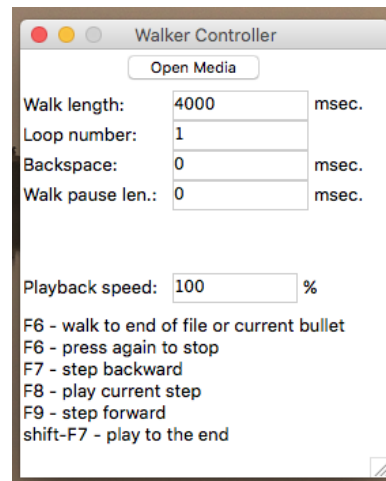 Walker Controller
Open Media
Walk length: 4000 msec.
Loop number: 1
Backspace: 0 msec.
Walk pause len.: 0 msec.
Playback speed: 100 %
F6 - walk to end of file or current bullet
F6 - press again to stop
F7 - step backward
F8 - play current step
F9 - step forward
shift-F7 - play to the end